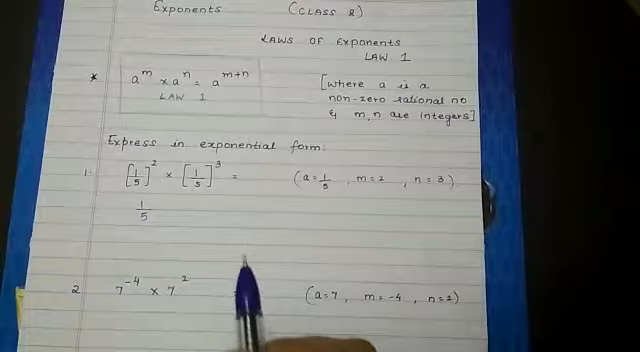 Exponents (CLASS 8)
LAWS OF Exponents
LAW 1
* a^m × a^n = a^m+n [where a is a
LAW 1 non-zero rational no
& m,n are integers]
Express in exponential form:
1. [1/5]^2 × [1/5]^3 = (a=1/5, m=2, n=3)
1/5
2 7^-4 × 7^2 (a=7, m=-4, n=2)